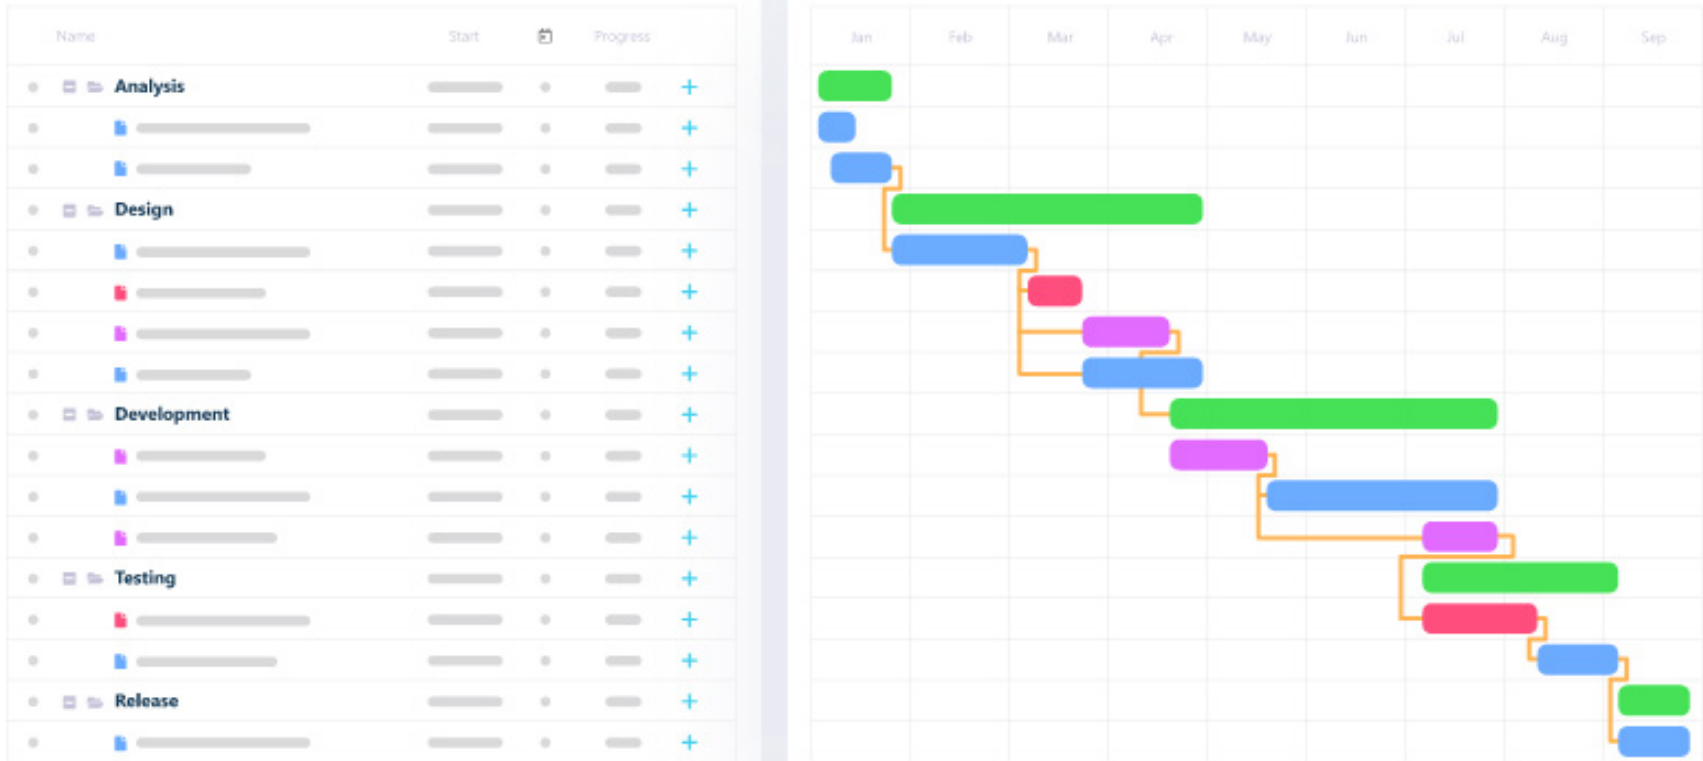 Name Start Progress Jan Feb Mar Apr May Jun Jul Aug Sep
Analysis
Design
Development
Testing
Release